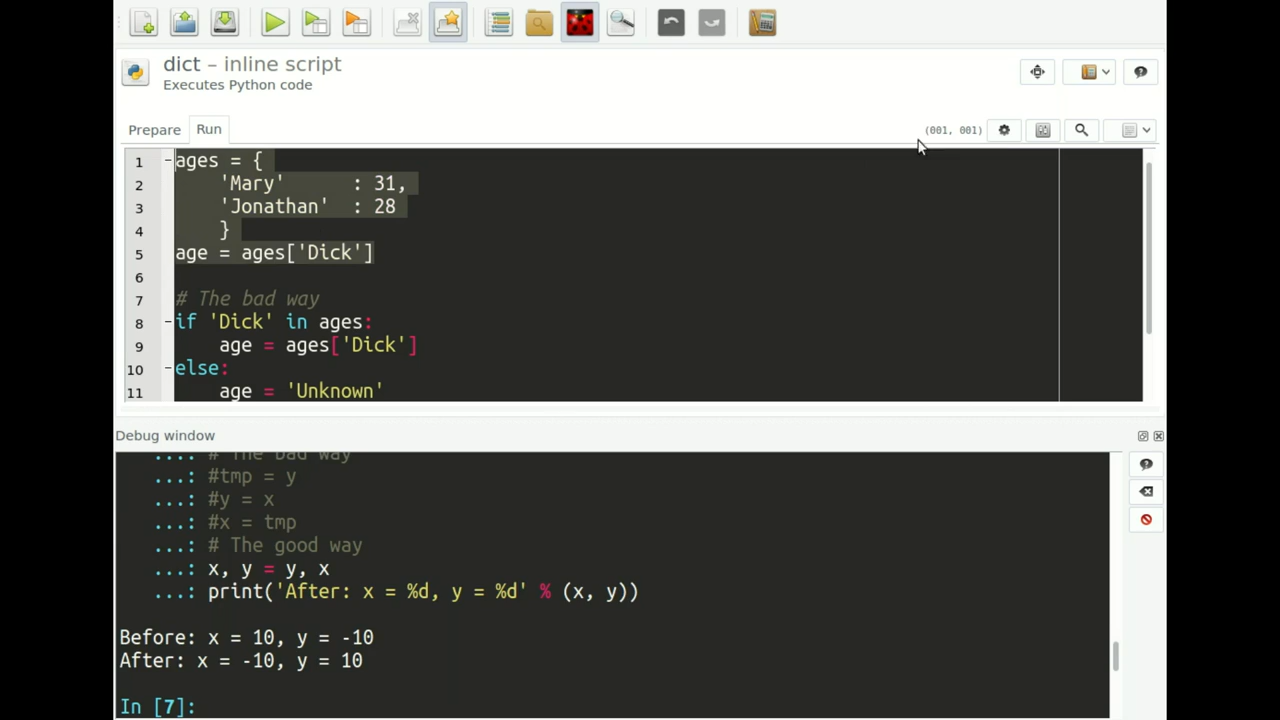 dict – inline script
Executes Python code
Prepare Run (001, 001)
1 ages = {
2 'Mary' : 31,
3 'Jonathan' : 28
4 }
5 age = ages['Dick']
6
7 # The bad way
8 if 'Dick' in ages:
9 age = ages['Dick']
10 else:
11 age = 'Unknown'
Debug window
...: # The bad way
...: #tmp = y
...: #y = x
...: #x = tmp
...: # The good way
...: x, y = y, x
...: print('After: x = %d, y = %d' % (x, y))
Before: x = 10, y = -10
After: x = -10, y = 10
In [7]: